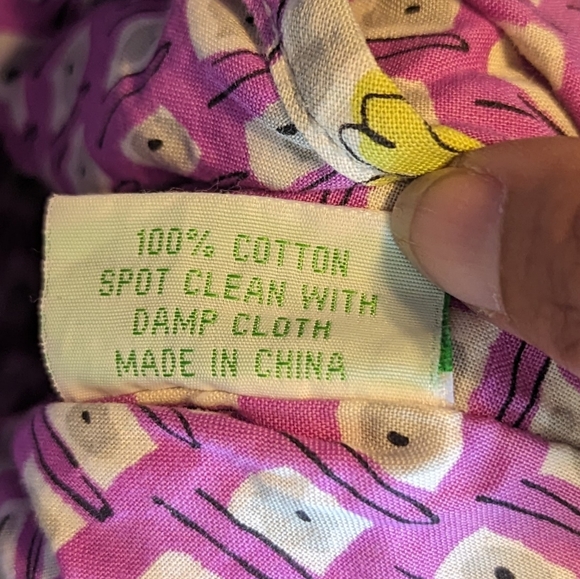 100% COTTON
SPOT CLEAN WITH
DAMP CLOTH
MADE IN CHINA